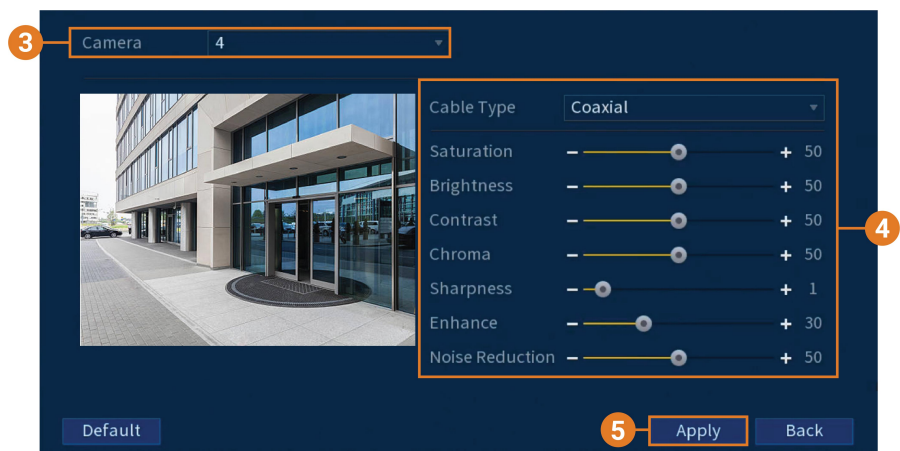 3 Camera 4
Cable Type Coaxial
Saturation 50
Brightness 50
Contrast 50
4
Chroma 50
Sharpness 1
Enhance 30
Noise Reduction 50
Default 5 Apply Back